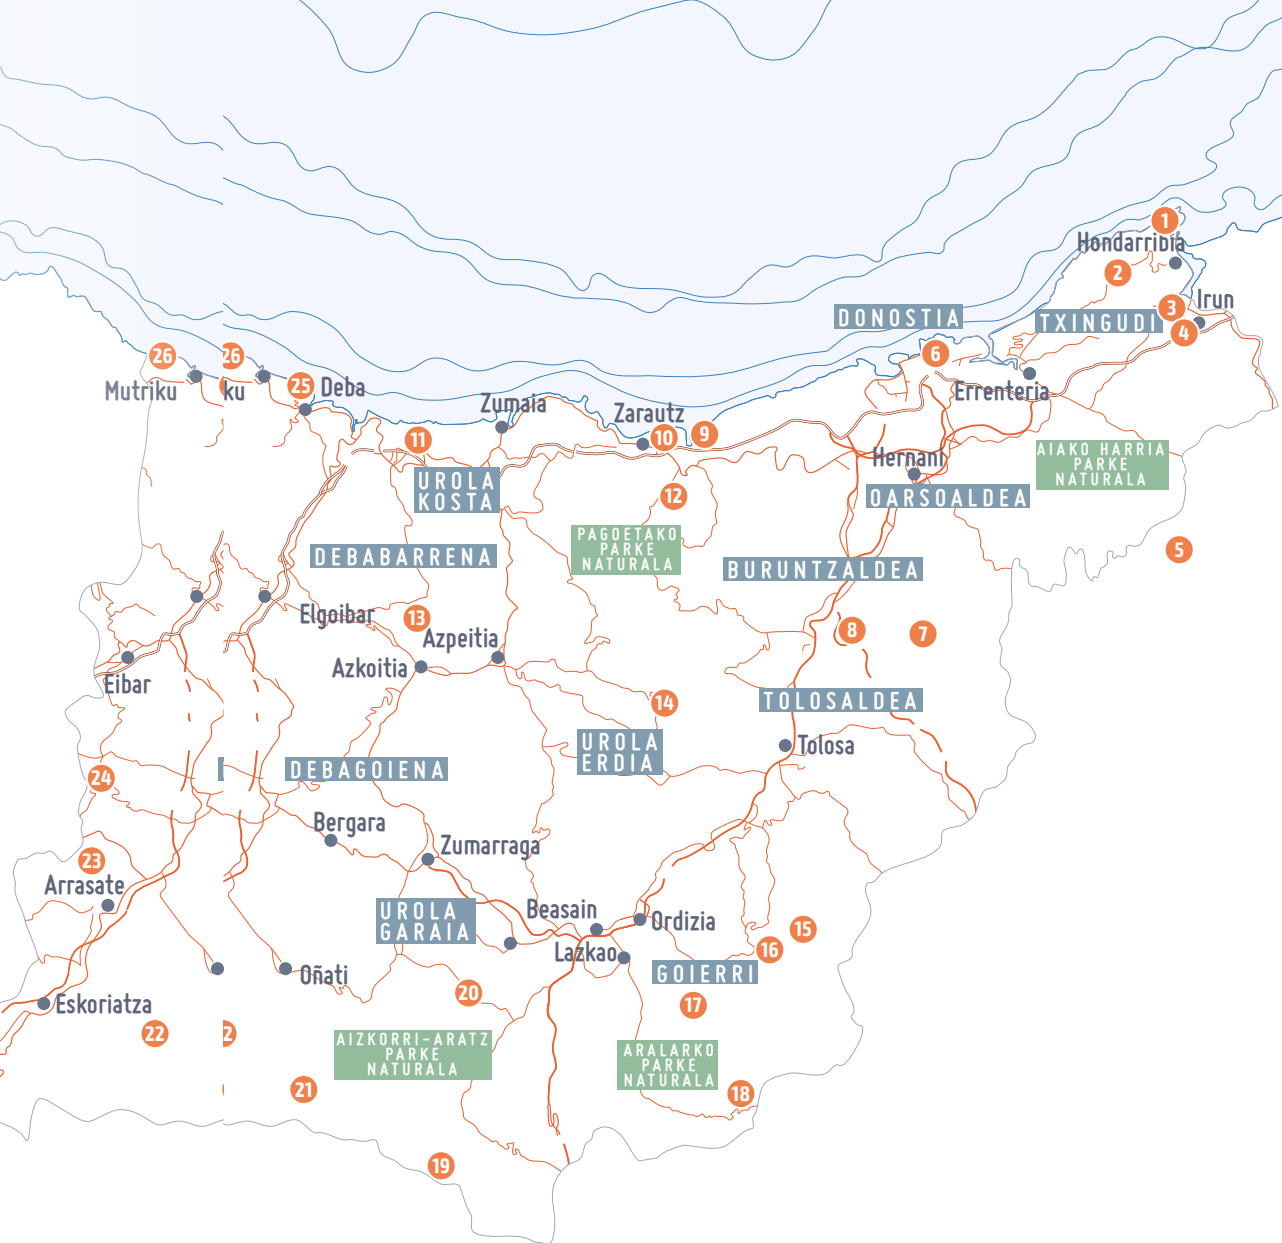 1
Hondarribia
2
Irun
3
TXINGUDI
4
DONOSTIA
6
26
26
Mutriku
ku
25
Deba
Errenteria
Zumaia
Zarautz
10
9
11
AIAKO HARRIA
PARKE
NATURALA
Hernani
UROLA
KOSTA
12
OARSOALDEA
PAGOETAKO
PARKE
NATURALA
5
DEBABARRENA
BURUNTZALDEA
Elgoibar
13
Azpeitia
8
7
Azkoitia
Eibar
14
TOLOSALDEA
UROLA
ERDIA
Tolosa
DEBAGOIENA
24
Bergara
Zumarraga
23
Arrasate
UROLA
GARAIA
Beasain
Ordizia
15
Lazkao
16
GOIERRI
Oñati
20
17
Eskoriatza
22
2
AIZKORRI-ARATZ
PARKE
NATURALA
ARALARKO
PARKE
NATURALA
21
18
19